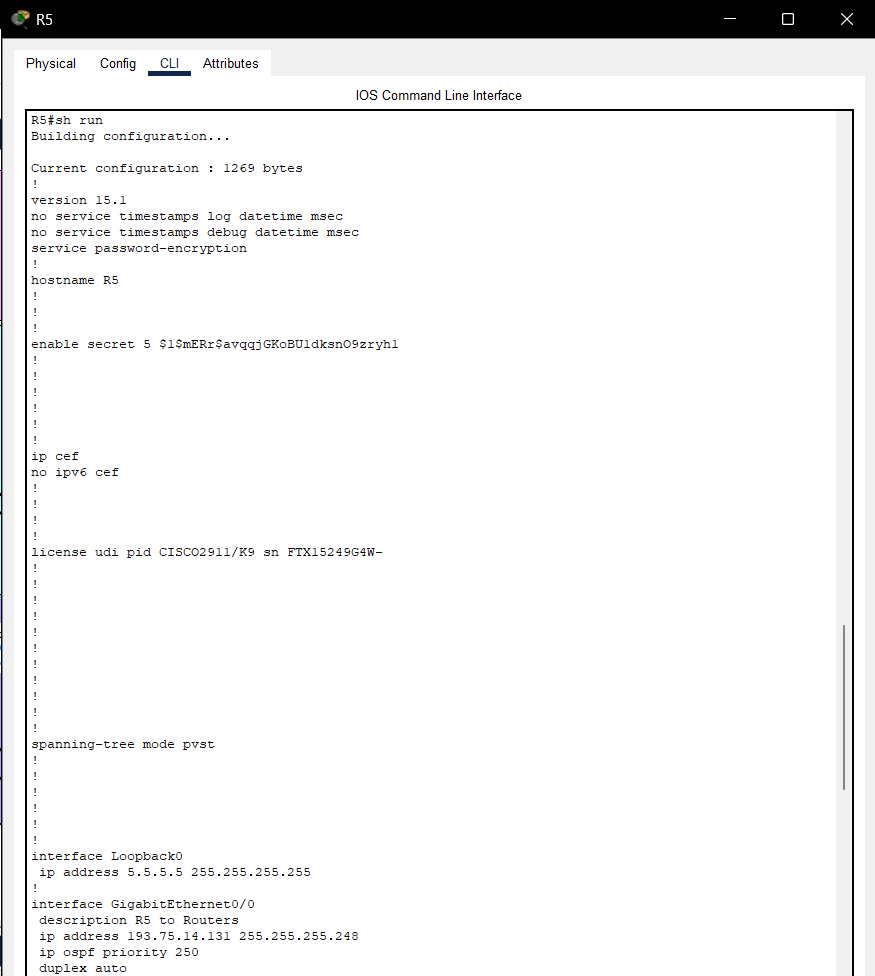 R5
Physical Config CLI Attributes
IOS Command Line Interface
R5#sh run
Building configuration...
Current configuration : 1269 bytes
!
version 15.1
no service timestamps log datetime msec
no service timestamps debug datetime msec
service password-encryption
!
hostname R5
!
!
!
enable secret 5 $1$mERr$avqqjGKoBU1dksnO9zryh1
!
!
!
!
!
!
ip cef
no ipv6 cef
!
!
!
!
license udi pid CISCO2911/K9 sn FTX15249G4W-
!
!
!
!
!
!
!
!
!
!
!
spanning-tree mode pvst
!
!
!
!
!
!
interface Loopback0
ip address 5.5.5.5 255.255.255.255
!
interface GigabitEthernet0/0
description R5 to Routers
ip address 193.75.14.131 255.255.255.248
ip ospf priority 250
duplex auto